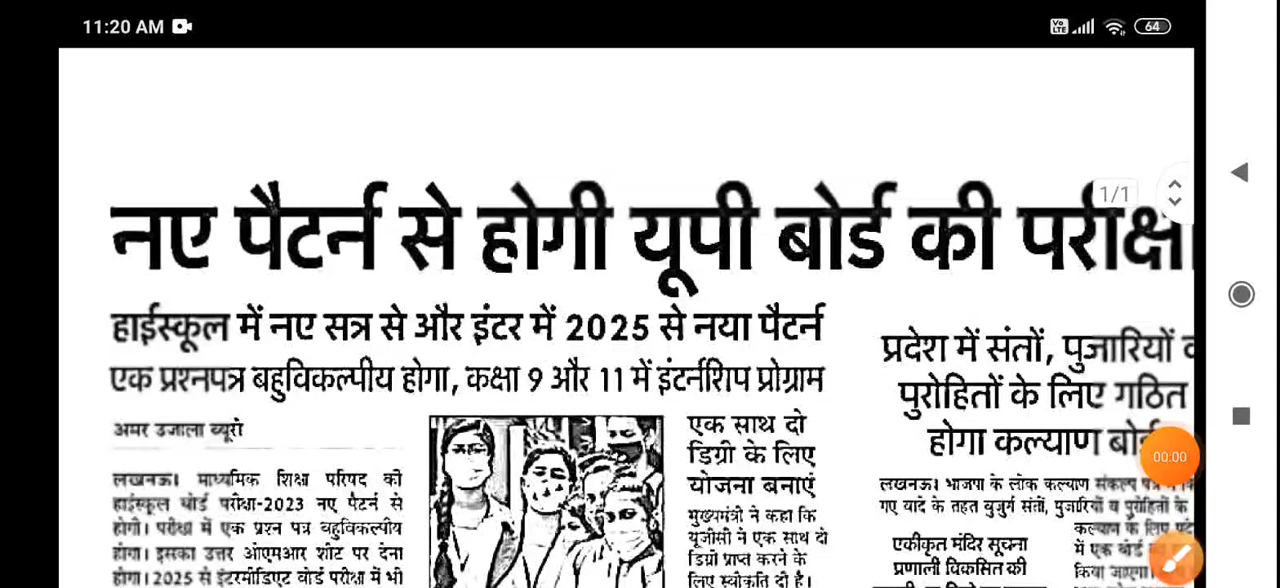 11:20 AM
Vo LTE
64
1/1
नए पैटर्न से होगी यूपी बोर्ड की परीक्षा
हाईस्कूल में नए सत्र से और इंटर में 2025 से नया पैटर्न
एक प्रश्नपत्र बहुविकल्पीय होगा, कक्षा 9 और 11 में इंटर्नशिप प्रोग्राम
अमर उजाला ब्यूरो
लखनऊ। माध्यमिक शिक्षा परिषद की
हाईस्कूल बोर्ड परीक्षा-2023 नए पैटर्न से
होगी। परीक्षा में एक प्रश्न पत्र बहुविकल्पीय
होगा। इसका उत्तर ओएमआर शीट पर देना
होगा। 2025 से इंटरमीडिएट बोर्ड परीक्षा में भी
एक साथ दो
डिग्री के लिए
योजना बनाएं
मुख्यमंत्री ने कहा कि
यूजीसी ने एक साथ दो
डिग्री प्राप्त करने के
लिए स्वीकृति दी है।
प्रदेश में संतों, पुजारियों
पुरोहितों के लिए गठित
होगा कल्याण बोर्ड
लखनऊ। भाजपा के लोक कल्याण संकल्प
गए वादे के तहत बुजुर्ग संतों, पुजारियों व पुरोहितों के
कल्याण के लिए
में एक बोर्ड
किया जाएगा।
एकीकृत मंदिर सूचना
प्रणाली विकसित की
00:00